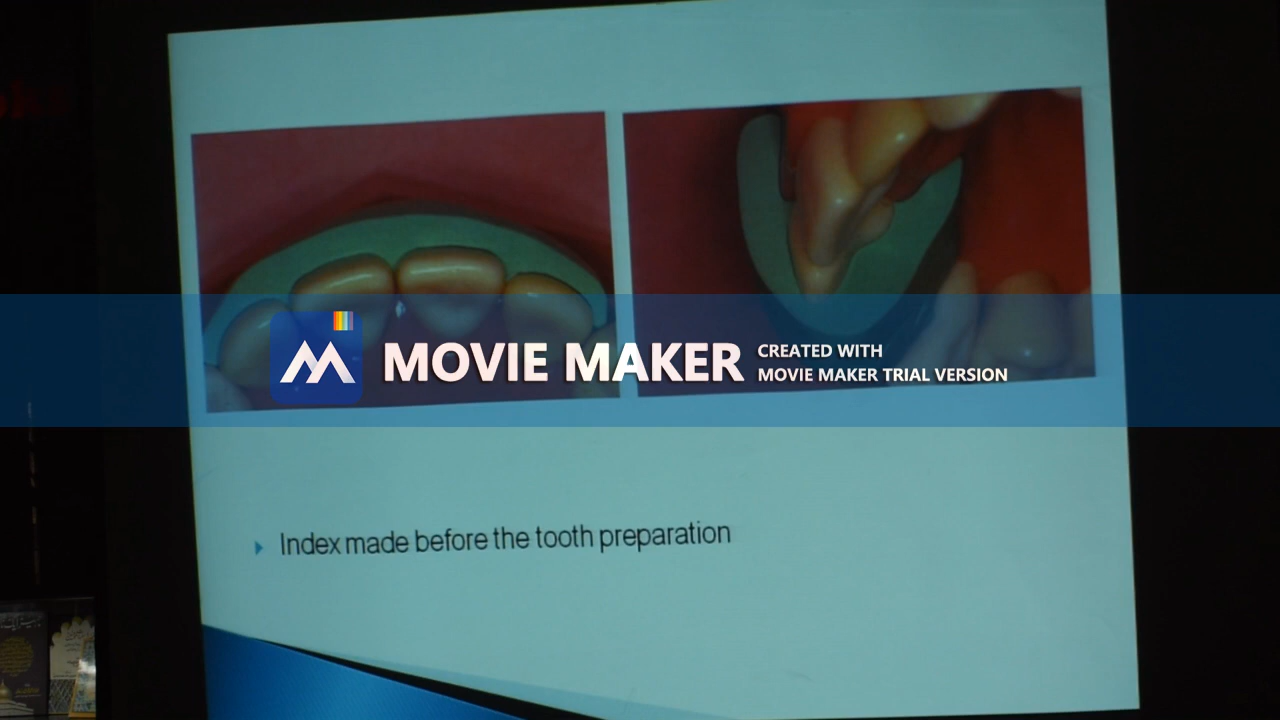 MOVIE MAKER
CREATED WITH
MOVIE MAKER TRIAL VERSION
Index made before the tooth preparation